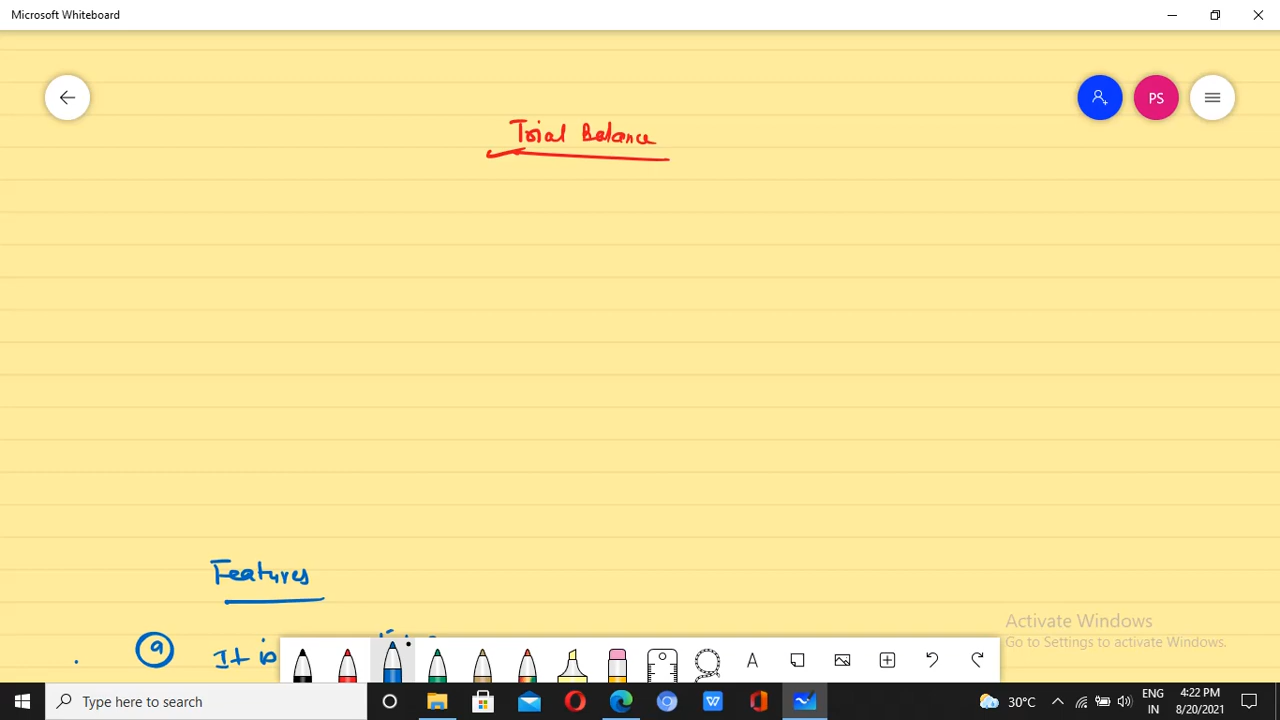 Microsoft Whiteboard
PS
Trial Balance
Features
a It is
A
Activate Windows
Go to Settings to activate Windows.
Type here to search
W
30°C
ENG
IN
4:22 PM
8/20/2021